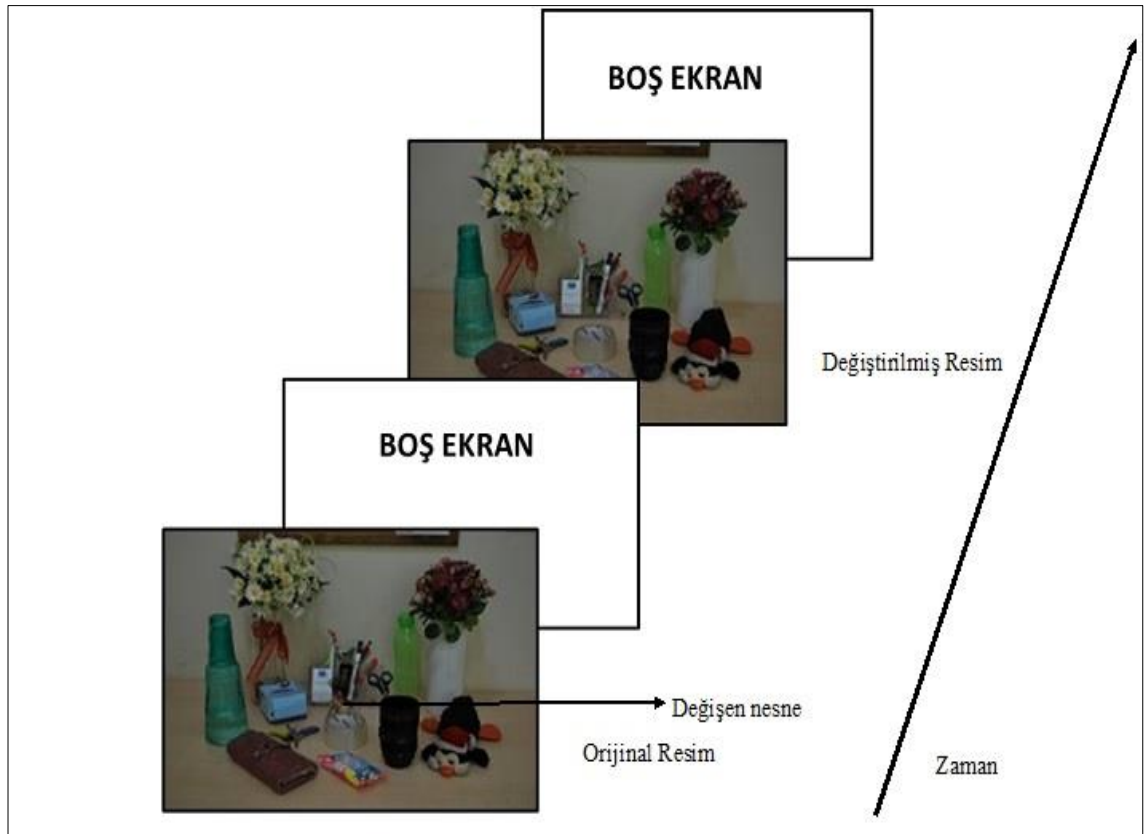 BOŞ EKRAN
Değiştirilmiş Resim
BOŞ EKRAN
Değişen nesne
Orijinal Resim
Zaman